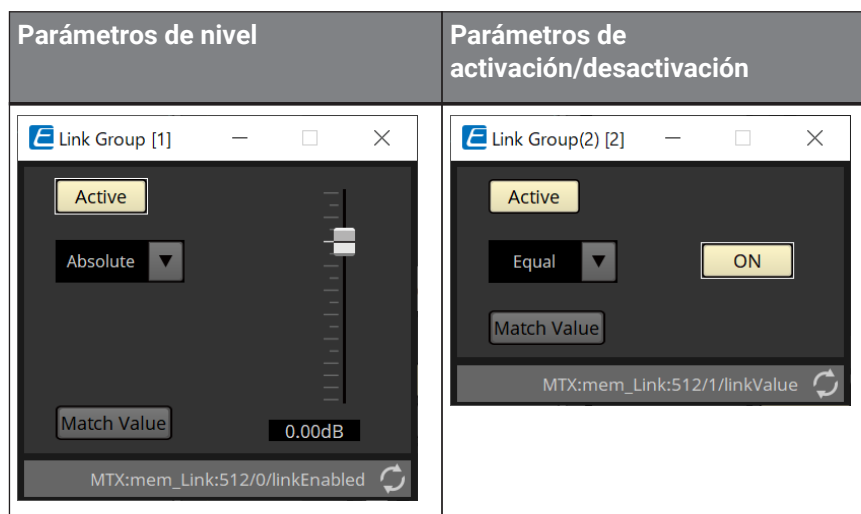 Parámetros de nivel
Parámetros de
activación/desactivación
Link Group [1]
Active
Absolute
Match Value
0.00dB
MTX:mem_Link:512/0/linkEnabled
Link Group(2) [2]
Active
Equal
ON
Match Value
MTX:mem_Link:512/1/linkValue